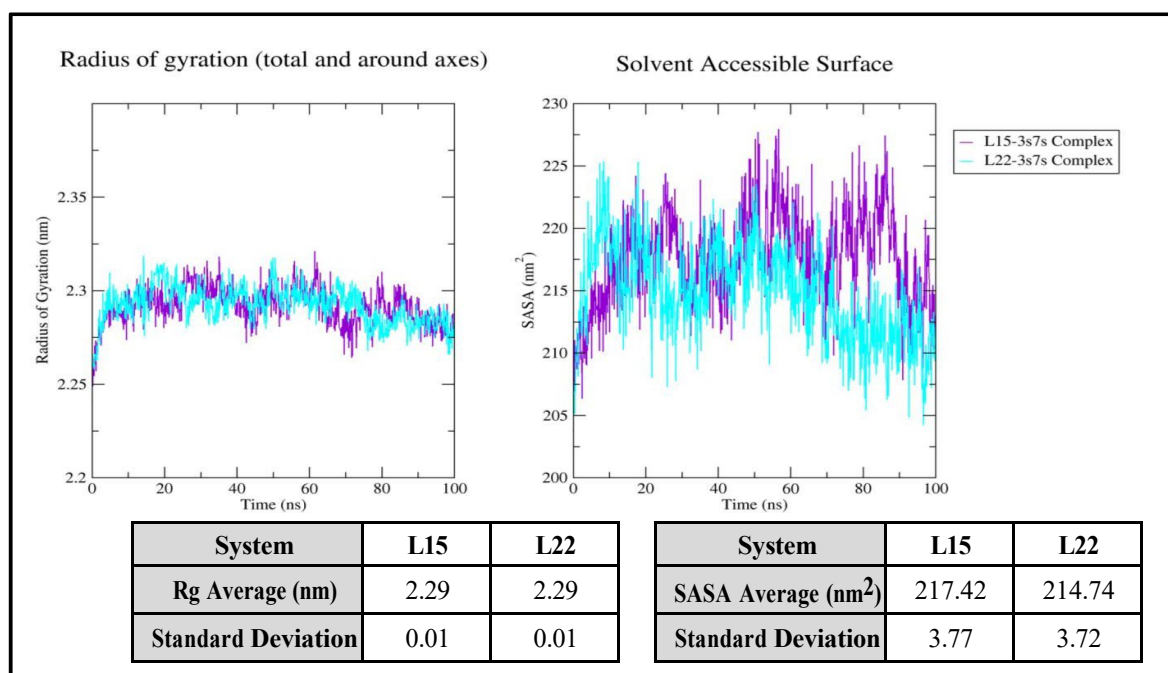 Radius of gyration (total and around axes)
2.35
2.3
2.25
2.2
Radius of Gyration (nm)
0
20
40
60
80
100
Time (ns)
Solvent Accessible Surface
230
225
220
215
210
205
200
SASA (nm²)
0
20
40
60
80
100
Time (ns)
L15-3s7s Complex
L22-3s7s Complex
System L15 L22
Rg Average (nm) 2.29 2.29
Standard Deviation 0.01 0.01
System L15 L22
SASA Average (nm²) 217.42 214.74
Standard Deviation 3.77 3.72